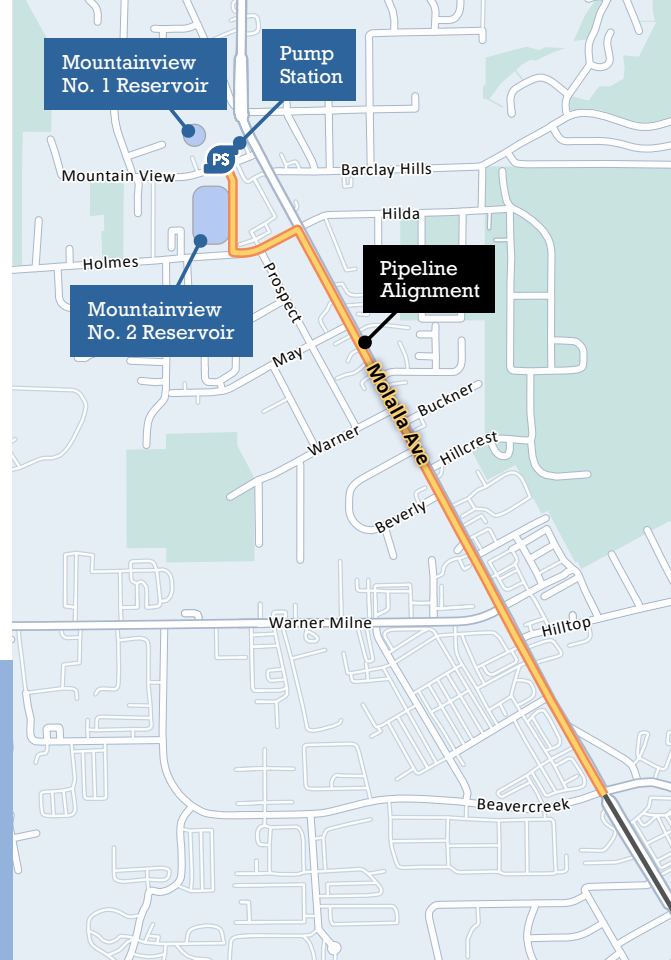 Mountainview
No. 1 Reservoir
Pump
Station
PS
Mountain View
Barclay Hills
Hilda
Holmes
Pipeline
Alignment
Prospect
Mountainview
No. 2 Reservoir
May
Molalla Ave
Buckner
Warner
Hillcrest
Beverly
Warner Milne
Hilltop
Beavercreek